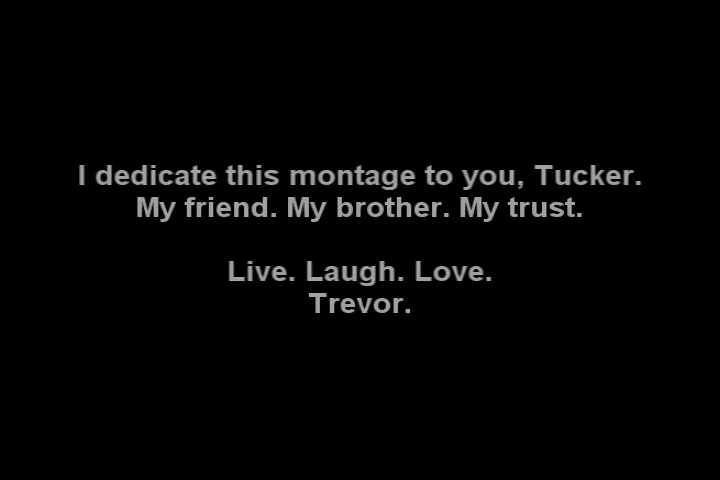 I dedicate this montage to you, Tucker.
My friend. My brother. My trust.
Live. Laugh. Love.
Trevor.